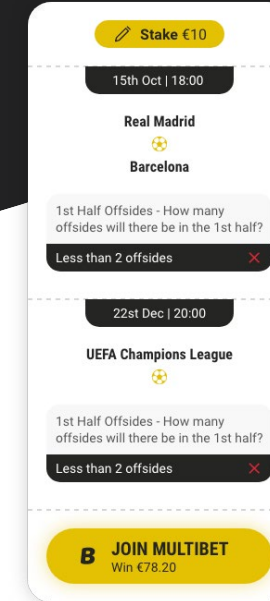 Stake €10
15th Oct | 18:00
Real Madrid
Barcelona
1st Half Offsides - How many
offsides will there be in the 1st half?
Less than 2 offsides
22st Dec | 20:00
UEFA Champions League
1st Half Offsides - How many
offsides will there be in the 1st half?
Less than 2 offsides
B JOIN MULTIBET
Win €78.20